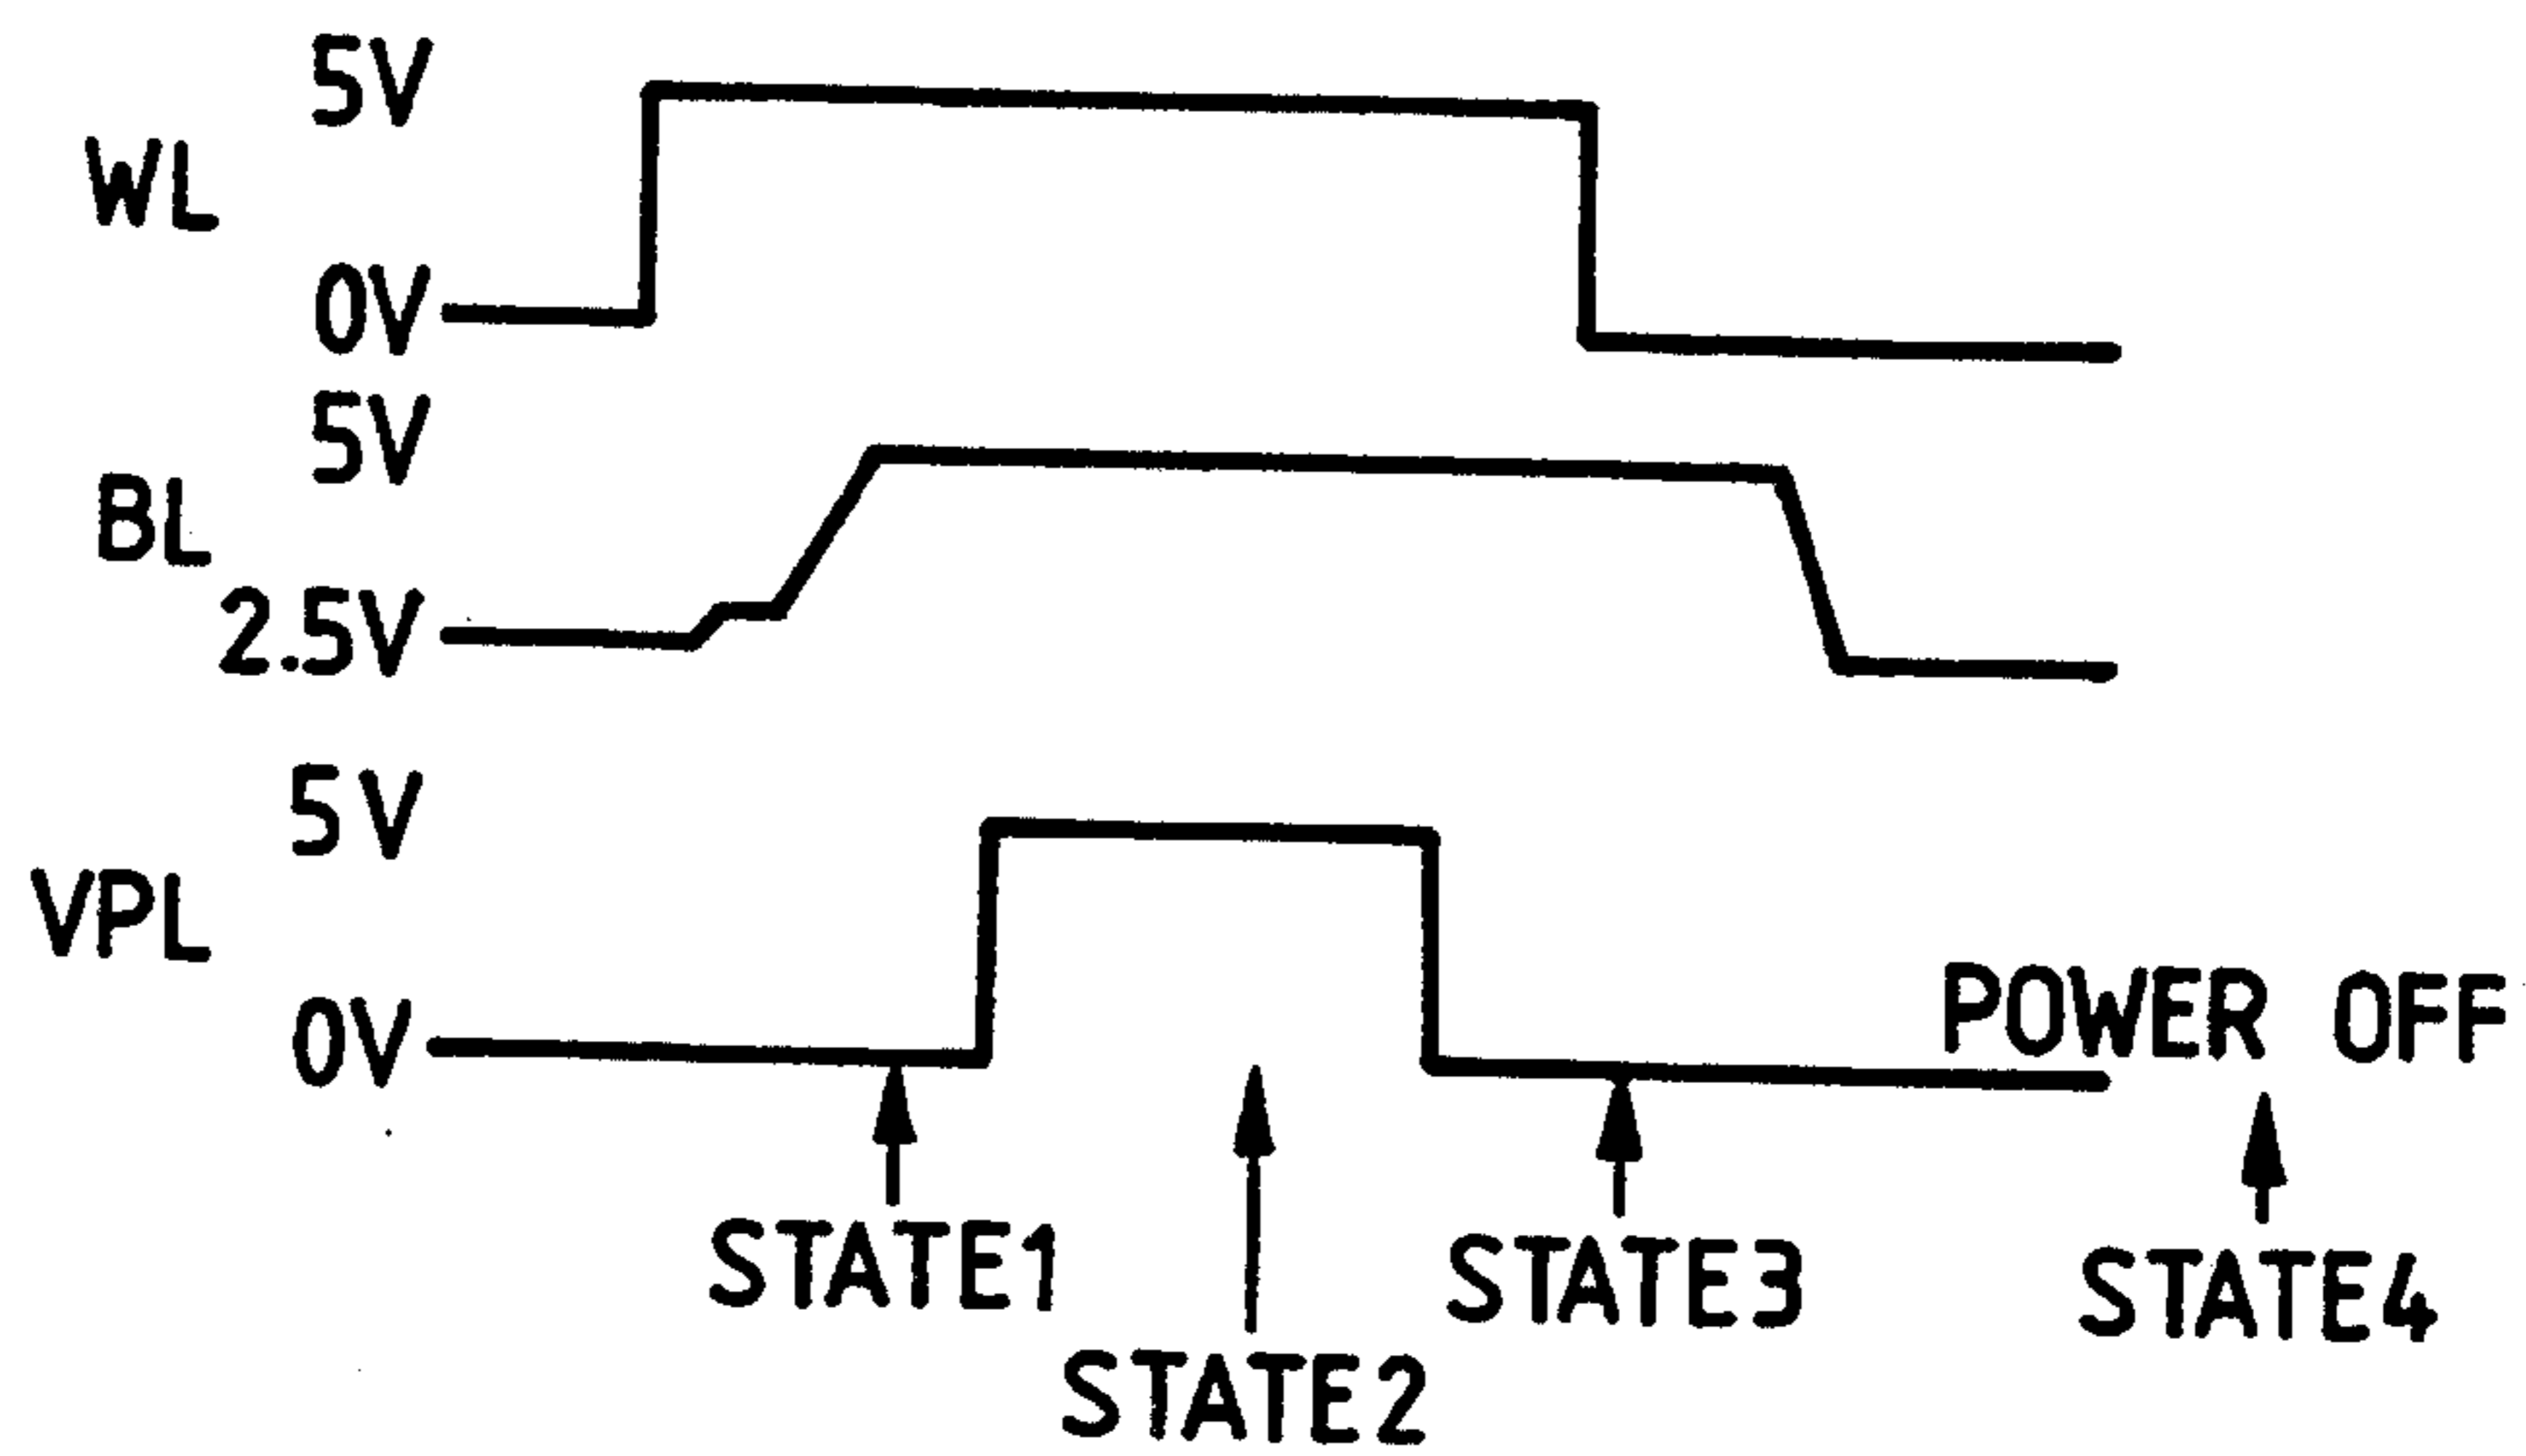 5V
WL
0V
5V
BL
2.5V
5V
VPL
0V
POWER OFF
STATE1
STATE2
STATE3
STATE4